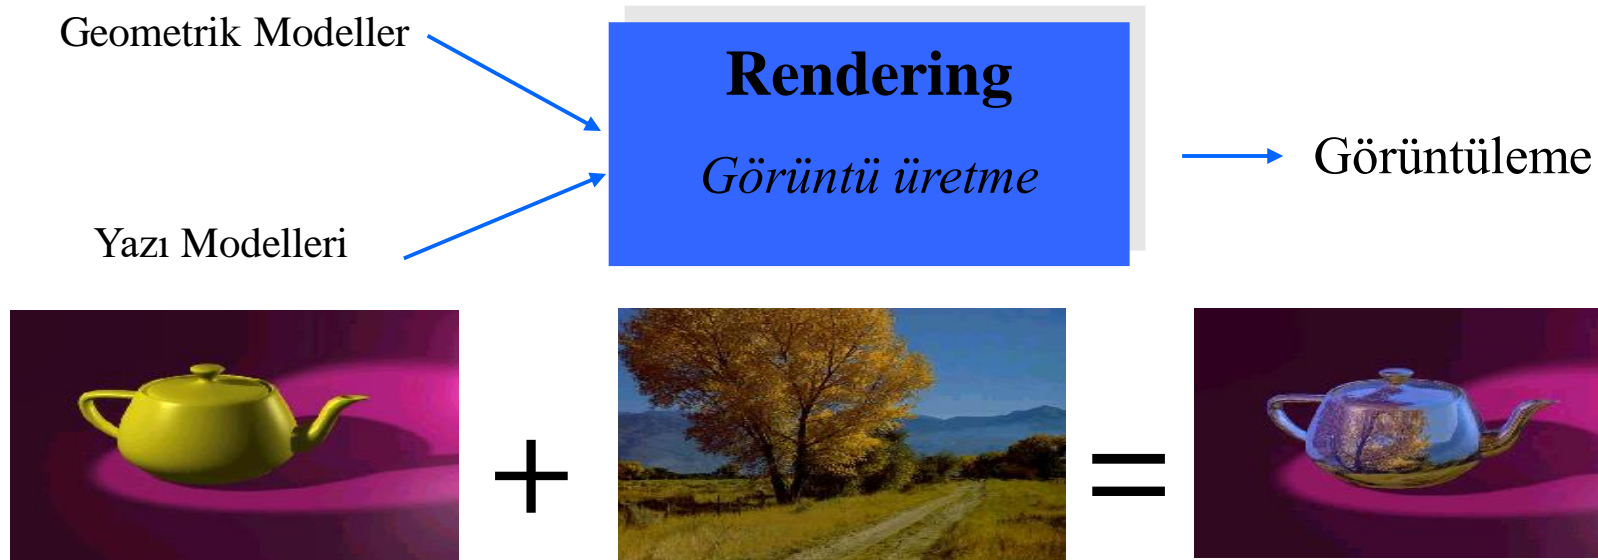 Geometrik Modeller
Rendering
Görüntü üretme
Görüntüleme
Yazı Modelleri
+
=